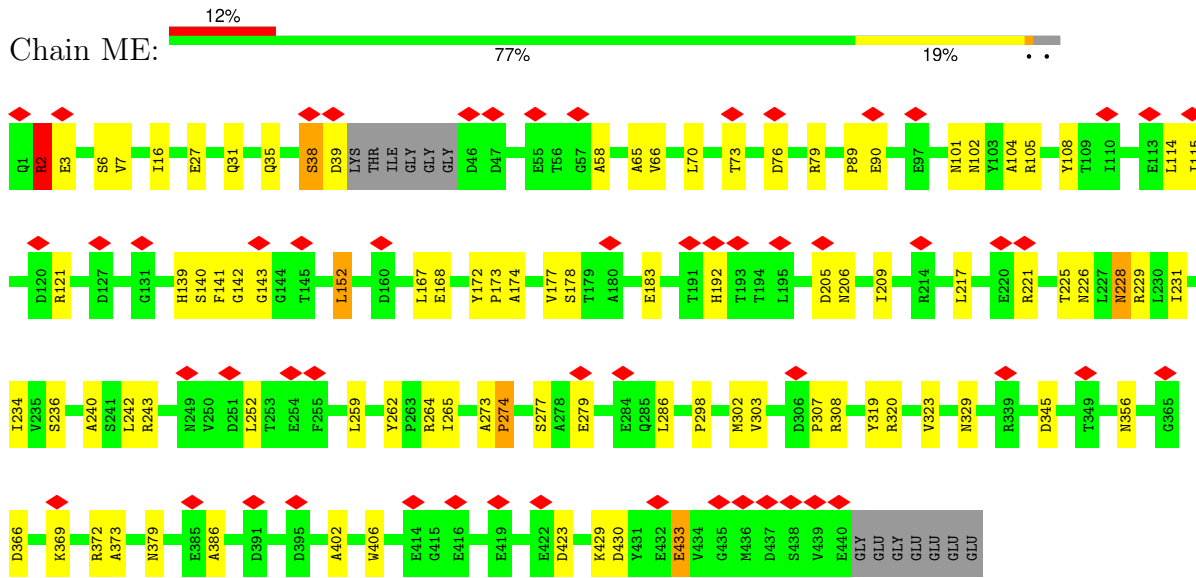 12%
Chain ME:
77% 19% • •
Q1 R2 E3 S6 V7 I16 E27 Q31 Q35 S38 D39 LYS THR ILE GLY GLY GLY D46 D47 E55 T56 G57 A58 A65 V66 L70 T73 D76 R79 P89 E90 E97 N101 N102 Y103 A104 R105 Y108 T109 I110 E113 L114 I115
D120 R121 D127 G131 H139 S140 F141 G142 G143 G144 T145 L152 D160 L167 E168 Y172 P173 A174 V177 S178 T179 A180 E183 T191 H192 T193 T194 L195 D205 N206 I209 R214 L217 E220 R221 T225 N226 L227 N228 R229 L230 I231
I234 V235 S236 A240 S241 L242 R243 N249 V250 D251 L252 T253 E254 F255 L259 Y262 P263 R264 I265 A273 P274 S277 A278 E279 E284 Q285 L286 P298 M302 V303 D306 P307 R308 Y319 R320 V323 N329 R339 D345 T349 N356 G365
D366 K369 R372 A373 N379 E385 A386 D391 D395 A402 W406 E414 G415 E416 E419 E422 D423 K429 D430 Y431 E432 E433 V434 G435 M436 D437 S438 V439 E440 GLY GLU GLY GLU GLU GLU GLU